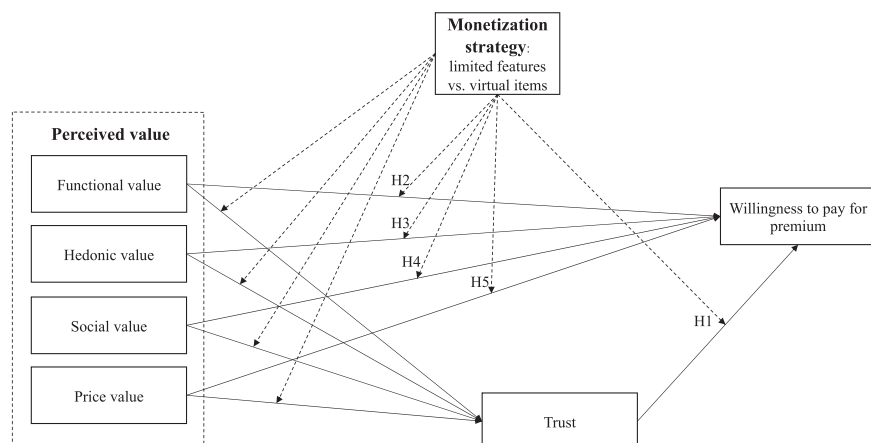 Monetization
strategy:
limited features
vs. virtual items
Perceived value
Functional value
Hedonic value
Social value
Price value
H2
H3
H4
H5
H1
Willingness to pay for
premium
Trust